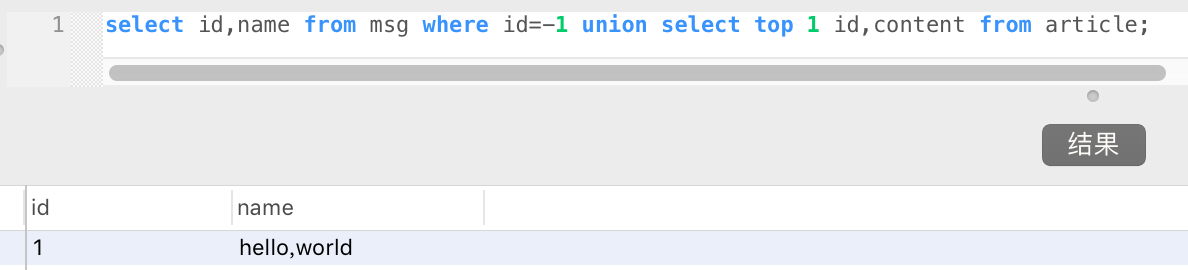 1 select id,name from msg where id=-1 union select top 1 id,content from article;
结果
id name
1 hello,world